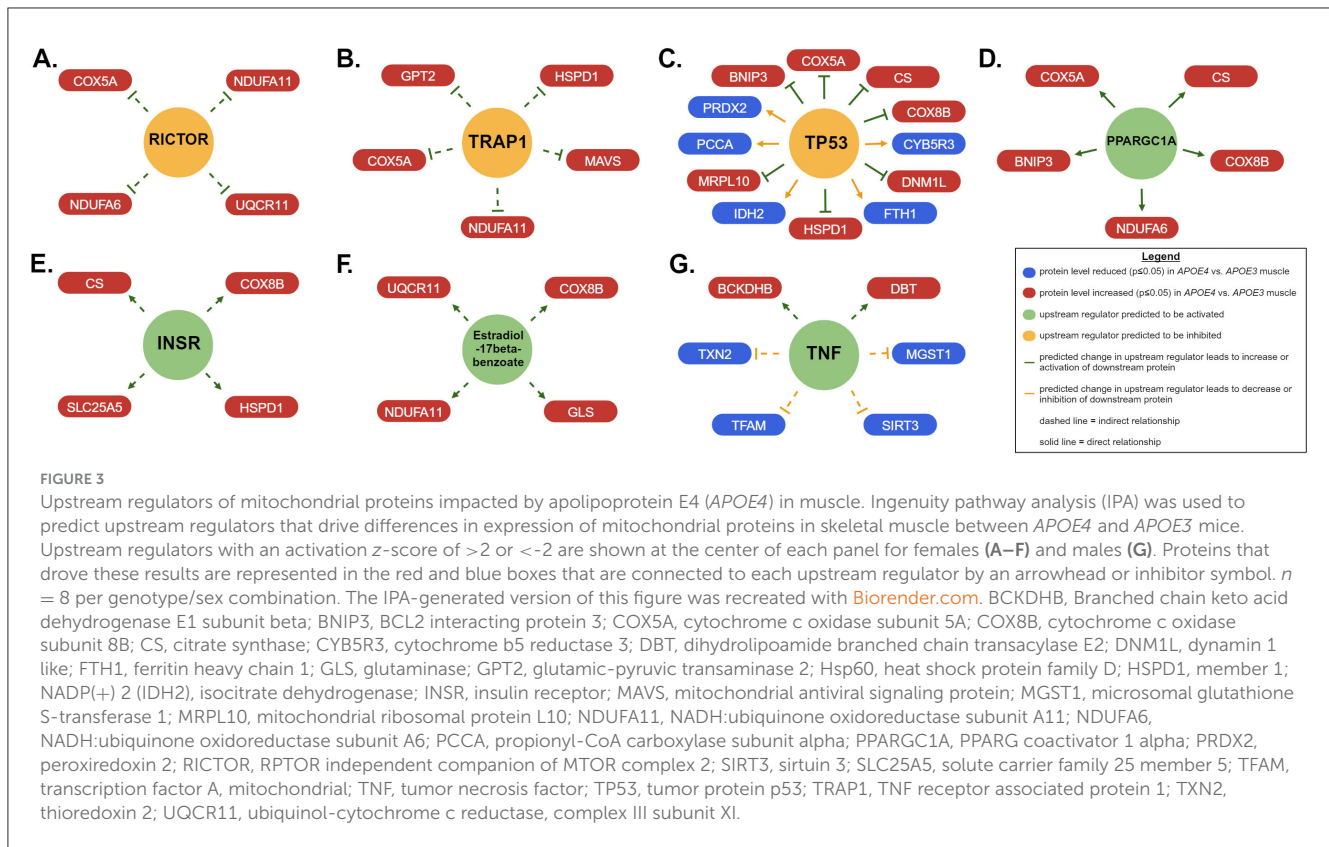 A.
COX5A
NDUFA11
RICTOR
NDUFA6
UQCR11
B.
GPT2
HSPD1
TRAP1
COX5A
MAVS
NDUFA11
C.
COX5A
BNIP3
CS
PRDX2
COX8B
TP53
PCCA
CYB5R3
MRPL10
DNM1L
IDH2
FTH1
HSPD1
D.
COX5A
CS
PPARGC1A
BNIP3
COX8B
NDUFA6
E.
CS
COX8B
INSR
SLC25A5
HSPD1
F.
UQCR11
COX8B
Estradiol
-17beta-
benzoate
NDUFA11
GLS
G.
BCKDHB
DBT
TXN2
TNF
MGST1
TFAM
SIRT3
Legend
protein level reduced (p≤0.05) in APOE4 vs. APOE3 muscle
protein level increased (p≤0.05) in APOE4 vs. APOE3 muscle
upstream regulator predicted to be activated
upstream regulator predicted to be inhibited
predicted change in upstream regulator leads to increase or
activation of downstream protein
predicted change in upstream regulator leads to decrease or
inhibition of downstream protein
dashed line = indirect relationship
solid line = direct relationship
FIGURE 3
Upstream regulators of mitochondrial proteins impacted by apolipoprotein E4 (APOE4) in muscle. Ingenuity pathway analysis (IPA) was used to
predict upstream regulators that drive differences in expression of mitochondrial proteins in skeletal muscle between APOE4 and APOE3 mice.
Upstream regulators with an activation z-score of >2 or <-2 are shown at the center of each panel for females (A–F) and males (G). Proteins that
drove these results are represented in the red and blue boxes that are connected to each upstream regulator by an arrowhead or inhibitor symbol. n
= 8 per genotype/sex combination. The IPA-generated version of this figure was recreated with Biorender.com. BCKDHB, Branched chain keto acid
dehydrogenase E1 subunit beta; BNIP3, BCL2 interacting protein 3; COX5A, cytochrome c oxidase subunit 5A; COX8B, cytochrome c oxidase
subunit 8B; CS, citrate synthase; CYB5R3, cytochrome b5 reductase 3; DBT, dihydrolipoamide branched chain transacylase E2; DNM1L, dynamin 1
like; FTH1, ferritin heavy chain 1; GLS, glutaminase; GPT2, glutamic-pyruvic transaminase 2; Hsp60, heat shock protein family D; HSPD1, member 1;
NADP(+) 2 (IDH2), isocitrate dehydrogenase; INSR, insulin receptor; MAVS, mitochondrial antiviral signaling protein; MGST1, microsomal glutathione
S-transferase 1; MRPL10, mitochondrial ribosomal protein L10; NDUFA11, NADH:ubiquinone oxidoreductase subunit A11; NDUFA6,
NADH:ubiquinone oxidoreductase subunit A6; PCCA, propionyl-CoA carboxylase subunit alpha; PPARGC1A, PPARG coactivator 1 alpha; PRDX2,
peroxiredoxin 2; RICTOR, RPTOR independent companion of MTOR complex 2; SIRT3, sirtuin 3; SLC25A5, solute carrier family 25 member 5; TFAM,
transcription factor A, mitochondrial; TNF, tumor necrosis factor; TP53, tumor protein p53; TRAP1, TNF receptor associated protein 1; TXN2,
thioredoxin 2; UQCR11, ubiquinol-cytochrome c reductase, complex III subunit XI.